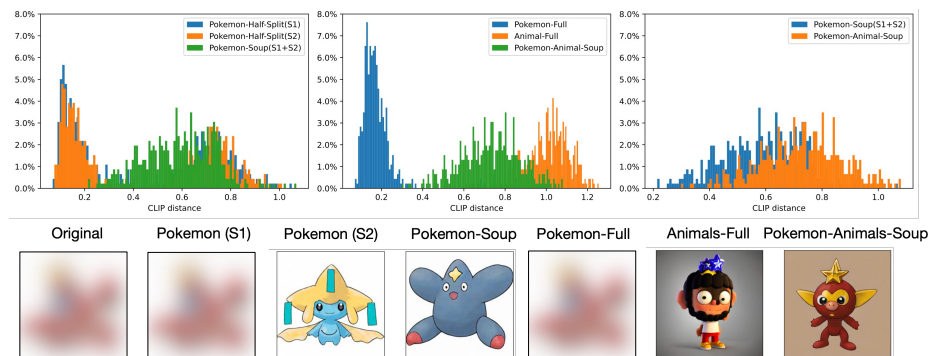 8.0%
7.0%
6.0%
5.0%
4.0%
3.0%
2.0%
1.0%
0.0%
0.2 0.4 0.6 0.8 1.0
CLIP distance
Pokemon-Half-Split(S1)
Pokemon-Half-Split(S2)
Pokemon-Soup(S1+S2)
8.0%
7.0%
6.0%
5.0%
4.0%
3.0%
2.0%
1.0%
0.0%
0.2 0.4 0.6 0.8 1.0 1.2
CLIP distance
Pokemon-Full
Animal-Full
Pokemon-Animal-Soup
8.0%
7.0%
6.0%
5.0%
4.0%
3.0%
2.0%
1.0%
0.0%
0.2 0.4 0.6 0.8 1.0
CLIP distance
Pokemon-Soup(S1+S2)
Pokemon-Animal-Soup
Original Pokemon (S1) Pokemon (S2) Pokemon-Soup Pokemon-Full Animals-Full Pokemon-Animals-Soup